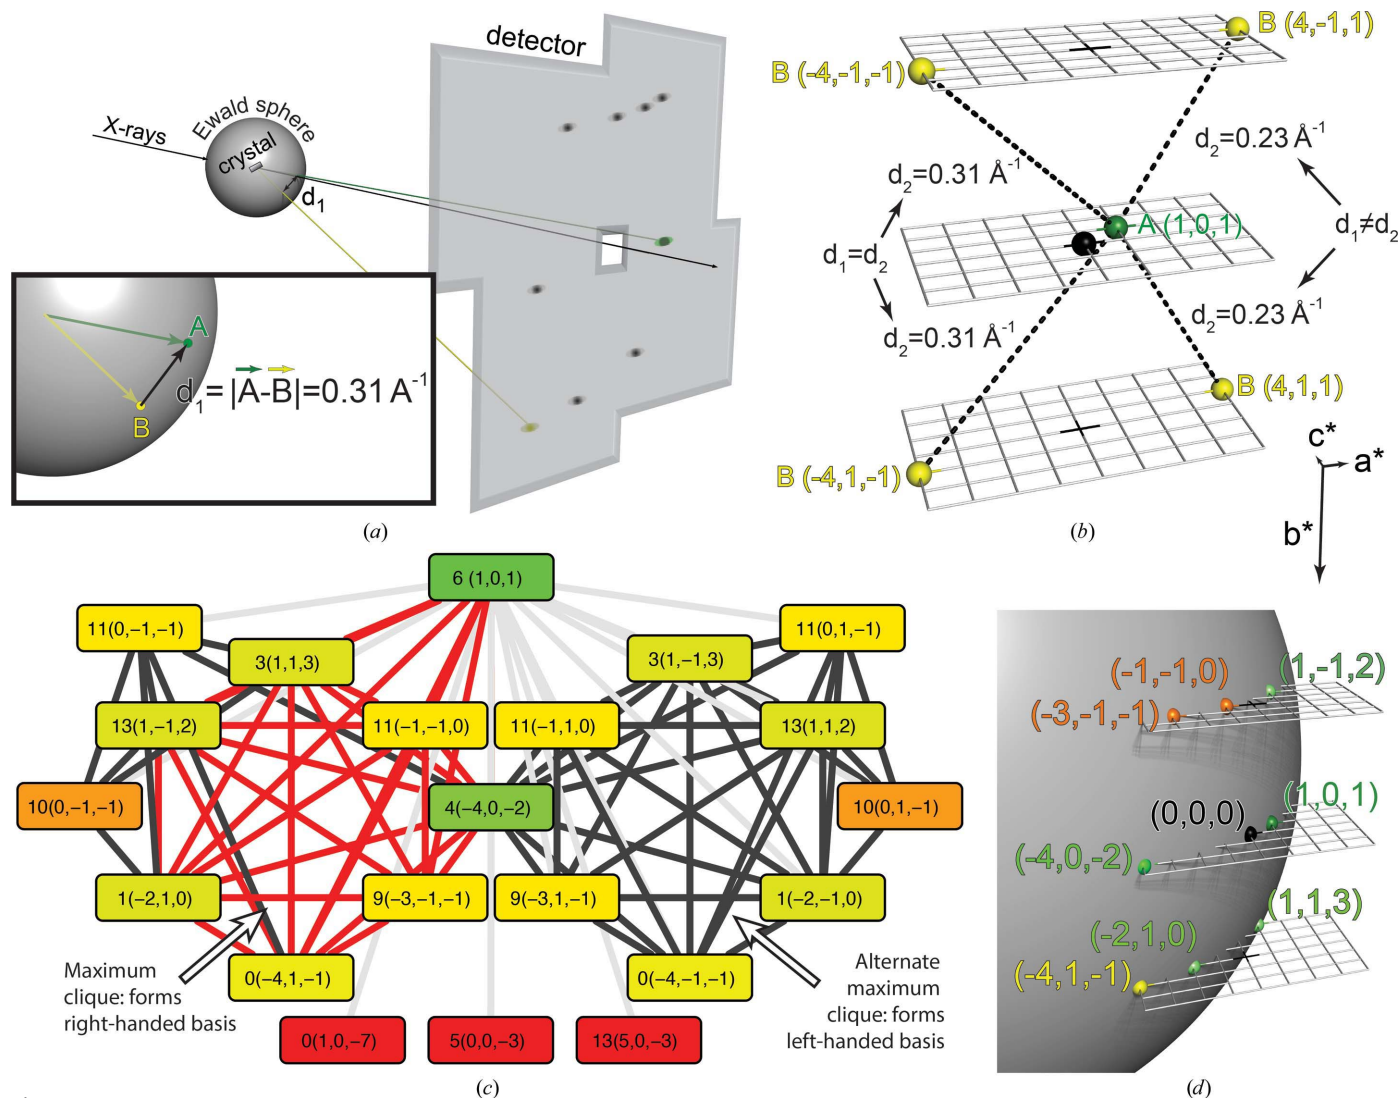 detector
X-rays
Ewald sphere
crystal
d₁
A
B
d₁=|A-B|=0.31 A⁻¹
(a)
B (4,-1,1)
B (-4,-1,-1)
d₂=0.23 Å⁻¹
d₂=0.31 Å⁻¹
A (1,0,1)
d₁=d₂
d₁≠d₂
d₂=0.31 Å⁻¹
d₂=0.23 Å⁻¹
B (4,1,1)
B (-4,1,-1)
c*
a*
b*
(b)
6 (1,0,1)
11(0,−1,−1)
11(0,1,−1)
3(1,1,3)
3(1,−1,3)
13(1,−1,2)
11(−1,−1,0)
11(−1,1,0)
13(1,1,2)
10(0,−1,−1)
4(−4,0,−2)
10(0,1,−1)
1(−2,1,0)
9(−3,−1,−1)
9(−3,1,−1)
1(−2,−1,0)
0(−4,1,−1)
0(−4,−1,−1)
Maximum
clique: forms
right-handed basis
Alternate
maximum
clique: forms
left-handed basis
0(1,0,−7)
5(0,0,−3)
13(5,0,−3)
(c)
(1,-1,2)
(-1,-1,0)
(-3,-1,-1)
(1,0,1)
(0,0,0)
(-4,0,-2)
(1,1,3)
(-2,1,0)
(-4,1,-1)
(d)